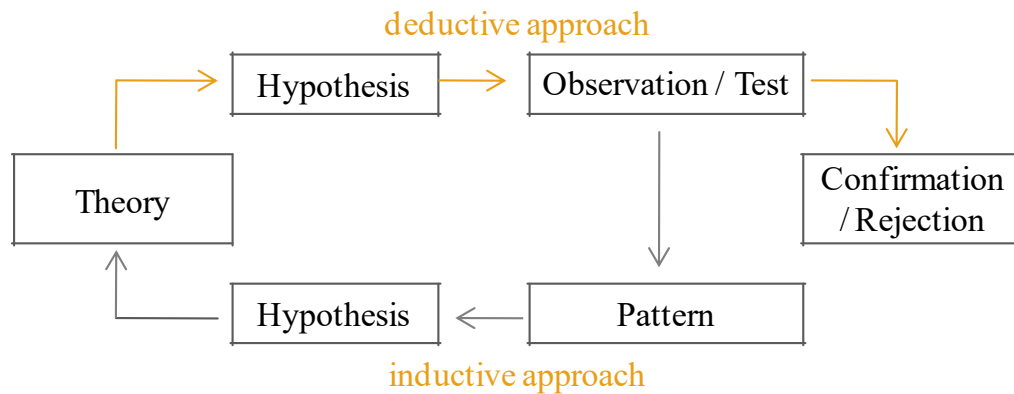 deductive approach
Hypothesis
Observation / Test
Theory
Confirmation
/ Rejection
Hypothesis
Pattern
inductive approach